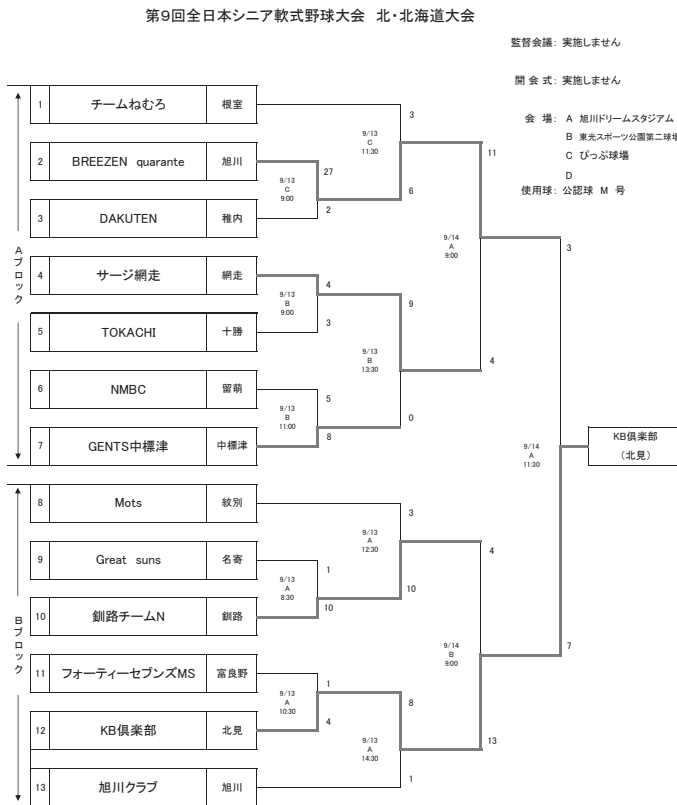 第9回全日本シニア軟式野球大会 北・北海道大会
監督会議: 実施しません
開 会 式: 実施しません
会 場: A 旭川ドリームスタジアム
B 東光スポーツ公園第二球場
C ぴっぷ球場
D
使用球: 公認球 M 号
Aブロック
1 チームねむろ 根室
3
9/13
C
11:30
11
2 BREEZEN quarante 旭川
27
9/13
C
9:00
6
3 DAKUTEN 稚内
2
9/14
A
9:00
3
4 サージ網走 網走
4
9/13
B
9:00
9
5 TOKACHI 十勝
3
9/13
B
13:30
4
6 NMBC 留萌
5
9/13
B
11:00
0
7 GENTS中標津 中標津
8
9/14
A
11:30
KB倶楽部
(北見)
Bブロック
8 Mots 紋別
3
9/13
A
12:30
4
9 Great suns 名寄
1
9/13
A
8:30
10
10 釧路チームN 釧路
10
9/14
B
9:00
7
11 フォーティーセブンズMS 富良野
1
9/13
A
10:30
8
12 KB倶楽部 北見
4
9/13
A
14:30
13
13 旭川クラブ 旭川
1